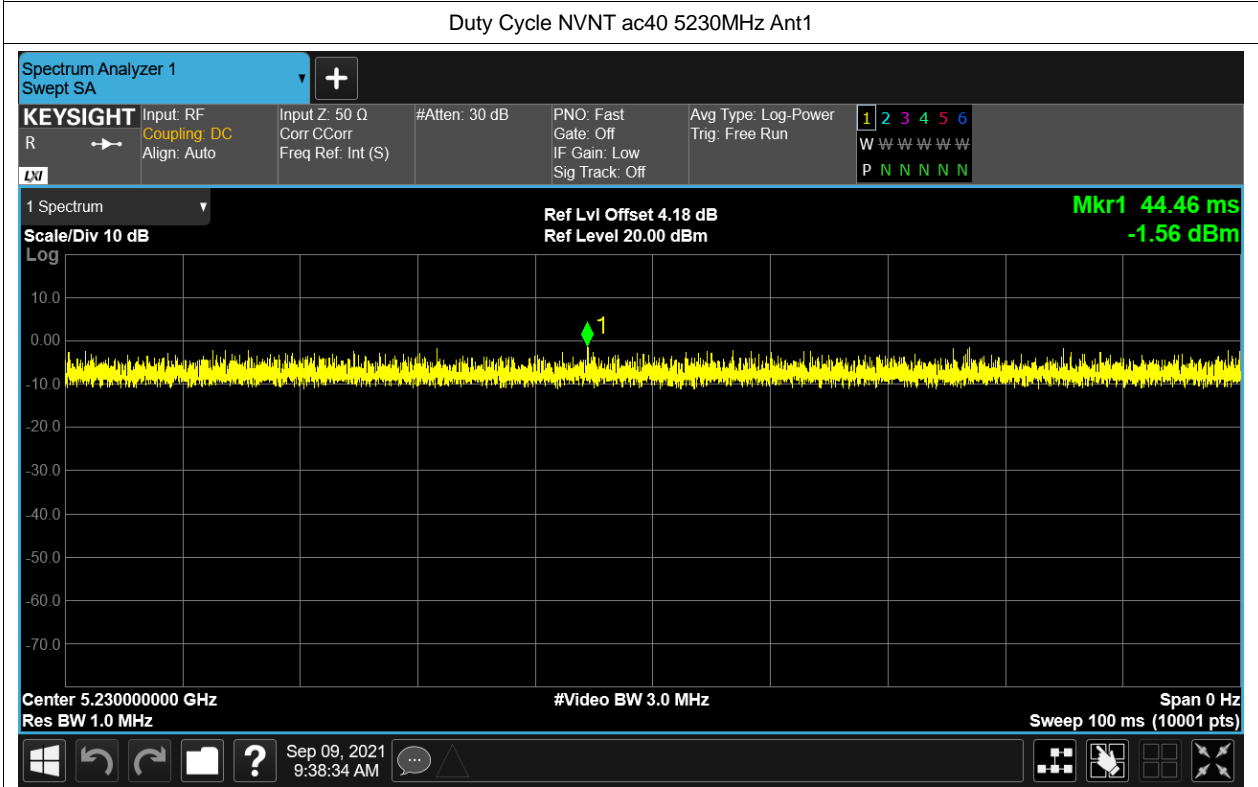 Duty Cycle NVNT ac40 5230MHz Ant1
Spectrum Analyzer 1
Swept SA
KEYSIGHT
R
LXI
Input: RF
Coupling: DC
Align: Auto
Input Z: 50 Ω
Corr CCorr
Freq Ref: Int (S)
#Atten: 30 dB
PNO: Fast
Gate: Off
IF Gain: Low
Sig Track: Off
Avg Type: Log-Power
Trig: Free Run
1 2 3 4 5 6
W W W W W W
P N N N N N
1 Spectrum
Scale/Div 10 dB
Ref Lvl Offset 4.18 dB
Ref Level 20.00 dBm
Mkr1 44.46 ms
-1.56 dBm
Log
10.0
0.00
-10.0
-20.0
-30.0
-40.0
-50.0
-60.0
-70.0
1
Center 5.230000000 GHz
#Video BW 3.0 MHz
Span 0 Hz
Res BW 1.0 MHz
Sweep 100 ms (10001 pts)
?
Sep 09, 2021
9:38:34 AM